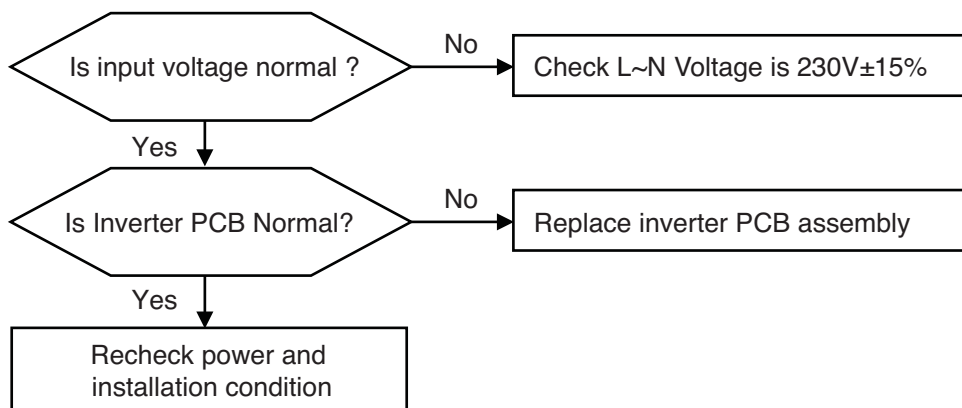 Is input voltage normal ?
No
Check L~N Voltage is 230V±15%
Yes
Is Inverter PCB Normal?
No
Replace inverter PCB assembly
Yes
Recheck power and
installation condition